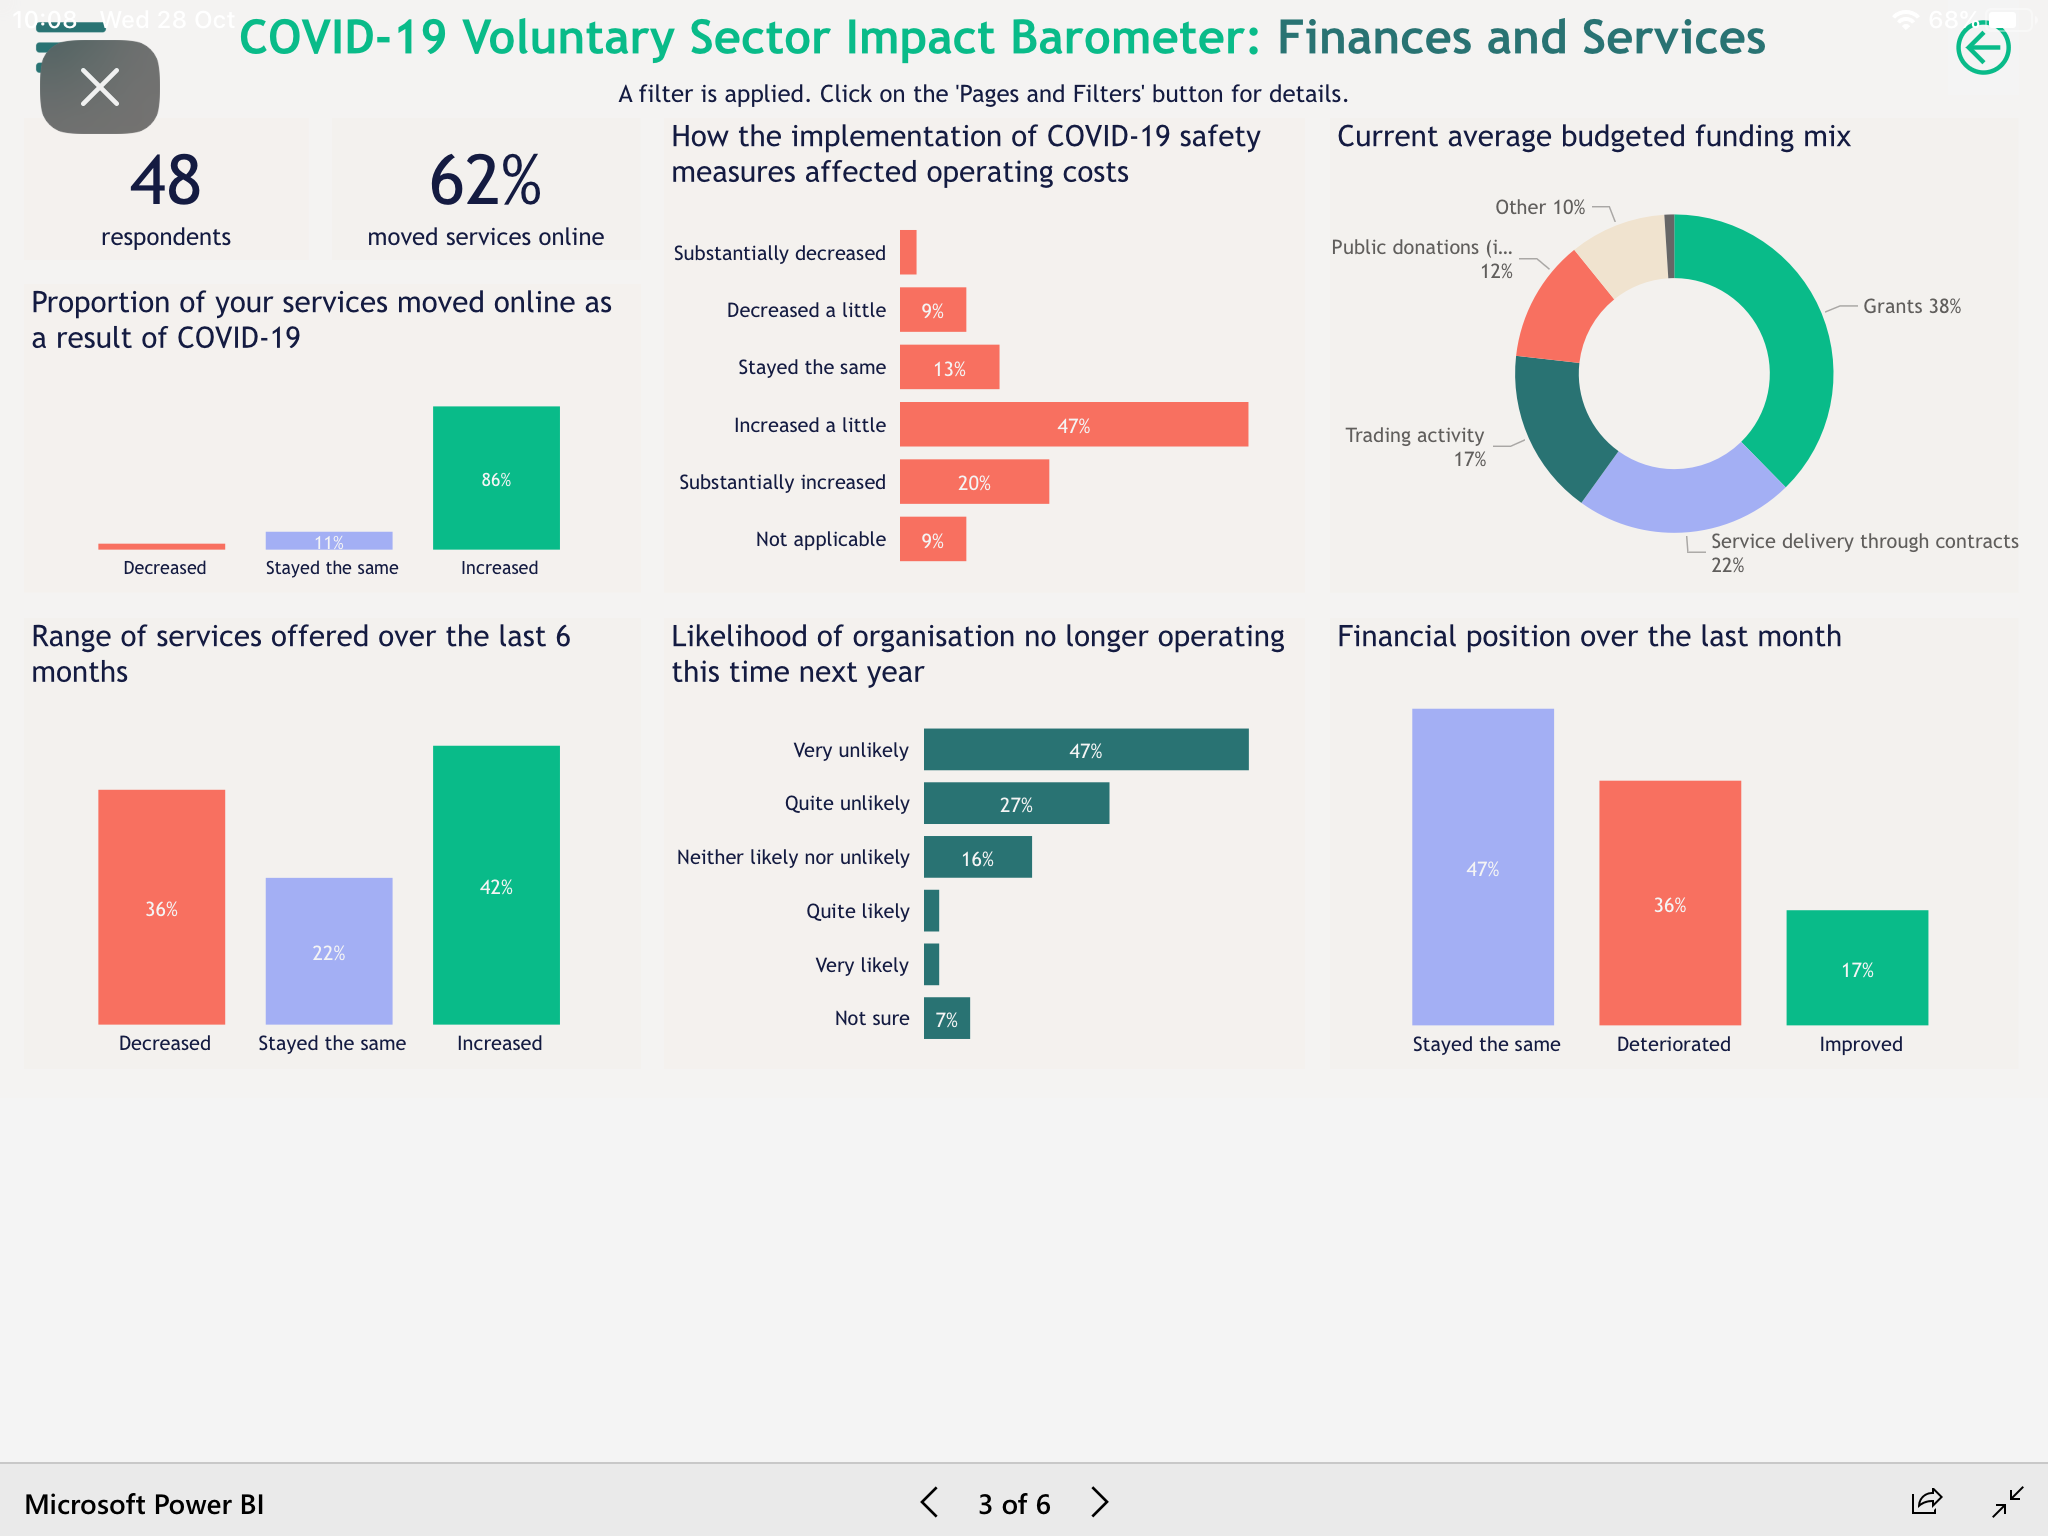 10:08 Wed 28 Oct
68%
COVID-19 Voluntary Sector Impact Barometer: Finances and Services
A filter is applied. Click on the 'Pages and Filters' button for details.
48
respondents
62%
moved services online
Proportion of your services moved online as
a result of COVID-19
86%
11%
Decreased
Stayed the same
Increased
How the implementation of COVID-19 safety
measures affected operating costs
Substantially decreased
Decreased a little
9%
Stayed the same
13%
Increased a little
47%
Substantially increased
20%
Not applicable
9%
Current average budgeted funding mix
Other 10%
Public donations (i...
12%
Grants 38%
Trading activity
17%
Service delivery through contracts
22%
Range of services offered over the last 6
months
36%
22%
42%
Decreased
Stayed the same
Increased
Likelihood of organisation no longer operating
this time next year
Very unlikely
47%
Quite unlikely
27%
Neither likely nor unlikely
16%
Quite likely
Very likely
Not sure
7%
Financial position over the last month
47%
36%
17%
Stayed the same
Deteriorated
Improved
Microsoft Power BI
3 of 6